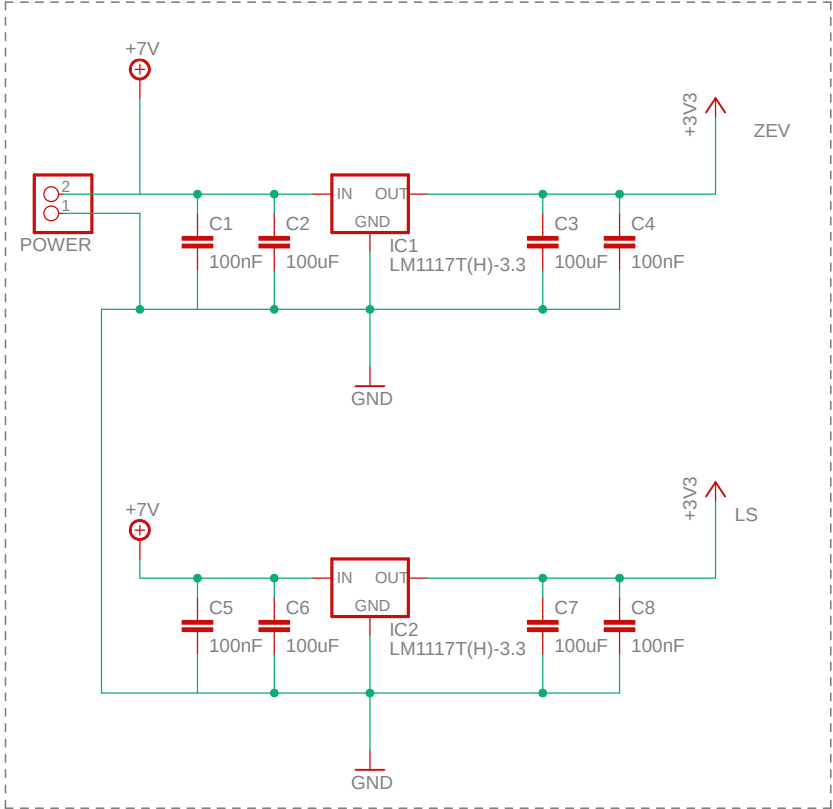 +7V
+3V3
ZEV
2
1
POWER
IN
OUT
GND
C1
100nF
C2
100uF
IC1
LM1117T(H)-3.3
C3
100uF
C4
100nF
GND
+7V
+3V3
LS
IN
OUT
GND
C5
100nF
C6
100uF
IC2
LM1117T(H)-3.3
C7
100uF
C8
100nF
GND